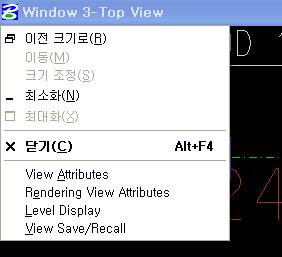 Window 3-Top View
이전 크기로(R)
이동(M)
크기 조정(S)
최소화(N)
최대화(X)
닫기(C) Alt+F4
View Attributes
Rendering View Attributes
Level Display
View Save/Recall
24